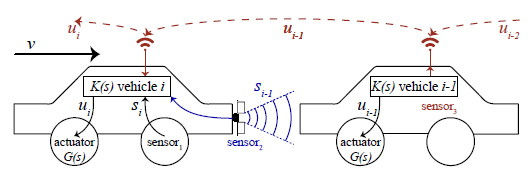 u_i
u_{i-1}
u_{i-2}
v
K(s) vehicle i
K(s) vehicle i-1
s_{i-1}
u_i
s_i
u_{i-1}
sensor_3
actuator
G(s)
sensor_1
sensor_2
actuator
G(s)